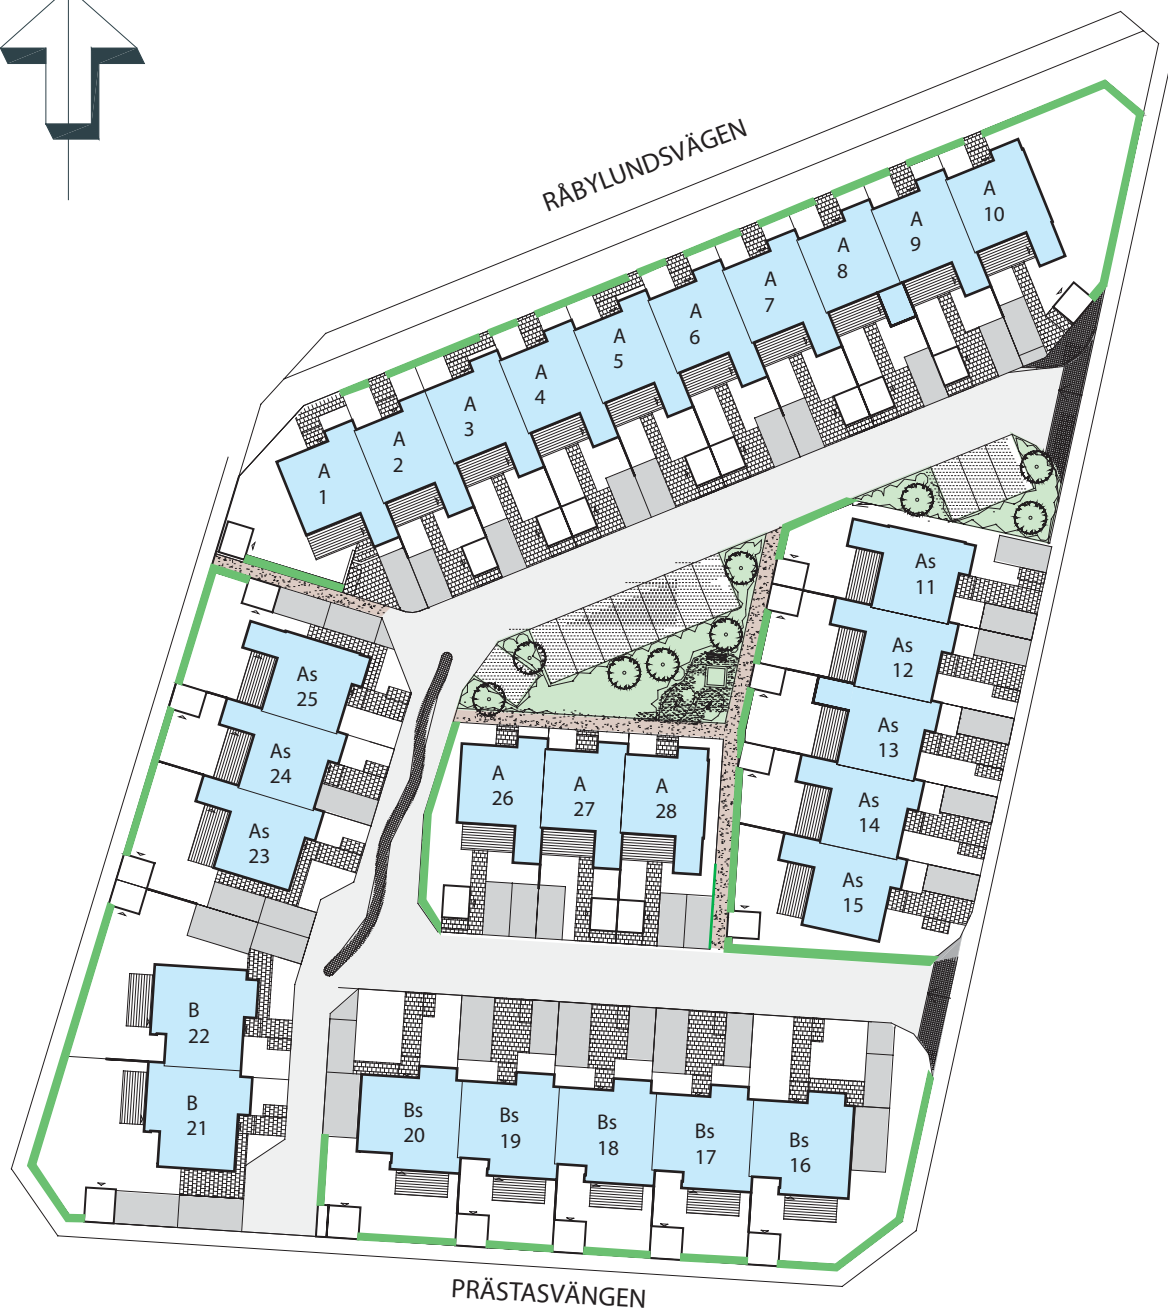 RÅBYLUNDSVÄGEN
A
10
A
9
A
8
A
7
A
6
A
5
A
4
A
3
A
2
A
1
As
11
As
12
As
13
As
14
As
15
As
25
As
24
As
23
A
26
A
27
A
28
B
22
B
21
Bs
20
Bs
19
Bs
18
Bs
17
Bs
16
PRÄSTASVÄNGEN